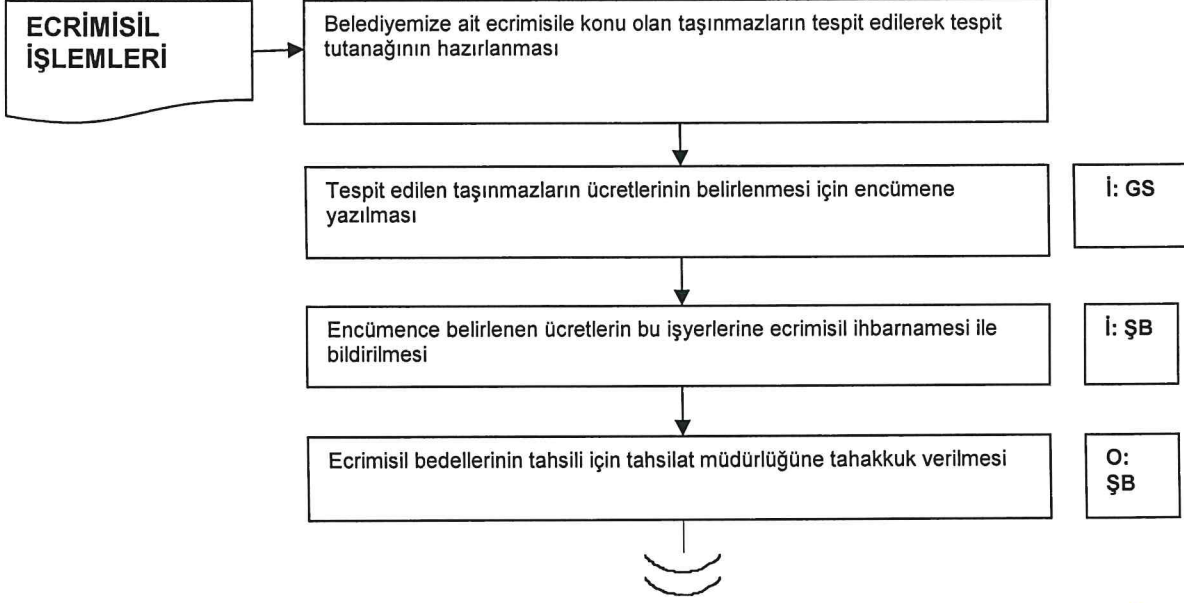 ECRİMİSİL
İŞLEMLERİ
Belediyemize ait ecrimisile konu olan taşınmazların tespit edilerek tespit
tutanağının hazırlanması
Tespit edilen taşınmazların ücretlerinin belirlenmesi için encümene
yazılması
İ: GS
Encümence belirlenen ücretlerin bu işyerlerine ecrimisil ihbarnamesi ile
bildirilmesi
İ: ŞB
Ecrimisil bedellerinin tahsili için tahsilat müdürlüğüne tahakkuk verilmesi
O:
ŞB